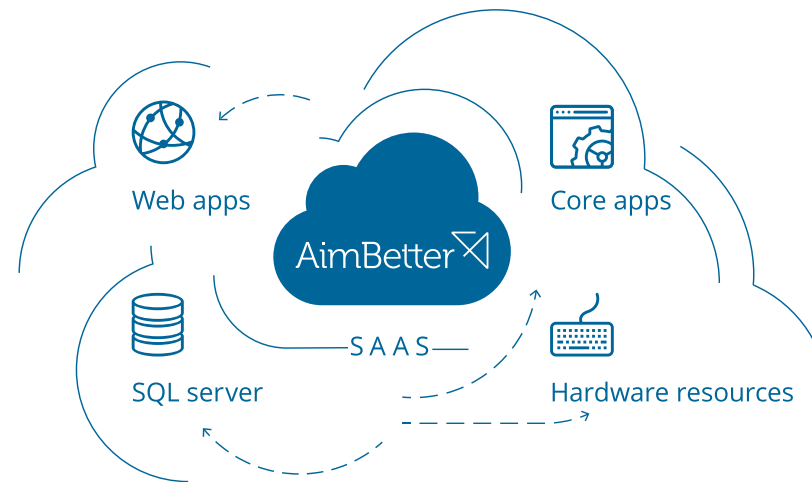 Web apps
Core apps
AimBetter
SAAS
SQL server
Hardware resources